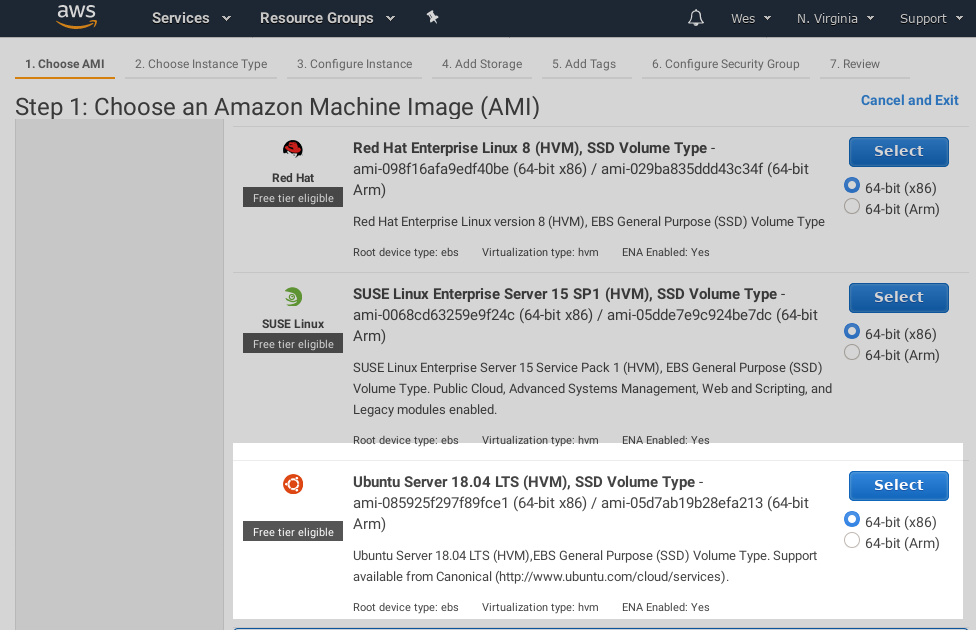 aws Services Resource Groups Wes N. Virginia Support
1. Choose AMI 2. Choose Instance Type 3. Configure Instance 4. Add Storage 5. Add Tags 6. Configure Security Group 7. Review
Step 1: Choose an Amazon Machine Image (AMI)
Cancel and Exit
Red Hat
Free tier eligible
Red Hat Enterprise Linux 8 (HVM), SSD Volume Type -
ami-098f16afa9edf40be (64-bit x86) / ami-029ba835ddd43c34f (64-bit
Arm)
Red Hat Enterprise Linux version 8 (HVM), EBS General Purpose (SSD) Volume Type
Root device type: ebs Virtualization type: hvm ENA Enabled: Yes
Select
64-bit (x86)
64-bit (Arm)
SUSE Linux
Free tier eligible
SUSE Linux Enterprise Server 15 SP1 (HVM), SSD Volume Type -
ami-0068cd63259e9f24c (64-bit x86) / ami-05dde7e9c924be7dc (64-bit
Arm)
SUSE Linux Enterprise Server 15 Service Pack 1 (HVM), EBS General Purpose (SSD)
Volume Type. Public Cloud, Advanced Systems Management, Web and Scripting, and
Legacy modules enabled.
Root device type: ebs Virtualization type: hvm ENA Enabled: Yes
Select
64-bit (x86)
64-bit (Arm)
Free tier eligible
Ubuntu Server 18.04 LTS (HVM), SSD Volume Type -
ami-085925f297f89fce1 (64-bit x86) / ami-05d7ab19b28efa213 (64-bit
Arm)
Ubuntu Server 18.04 LTS (HVM),EBS General Purpose (SSD) Volume Type. Support
available from Canonical (http://www.ubuntu.com/cloud/services).
Root device type: ebs Virtualization type: hvm ENA Enabled: Yes
Select
64-bit (x86)
64-bit (Arm)